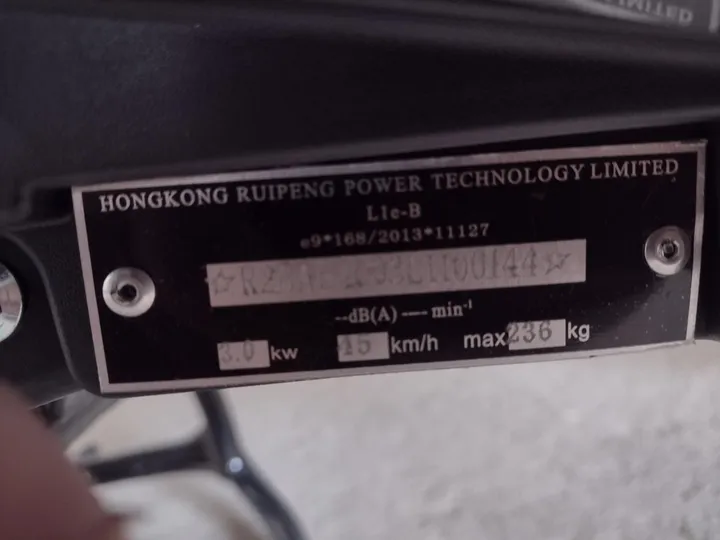 HONGKONG RUIPENG POWER TECHNOLOGY LIMITED
L1e-B
e9*168/2013*11127
--dB(A) --- min⁻¹
3.0 kw 45 km/h max 236 kg